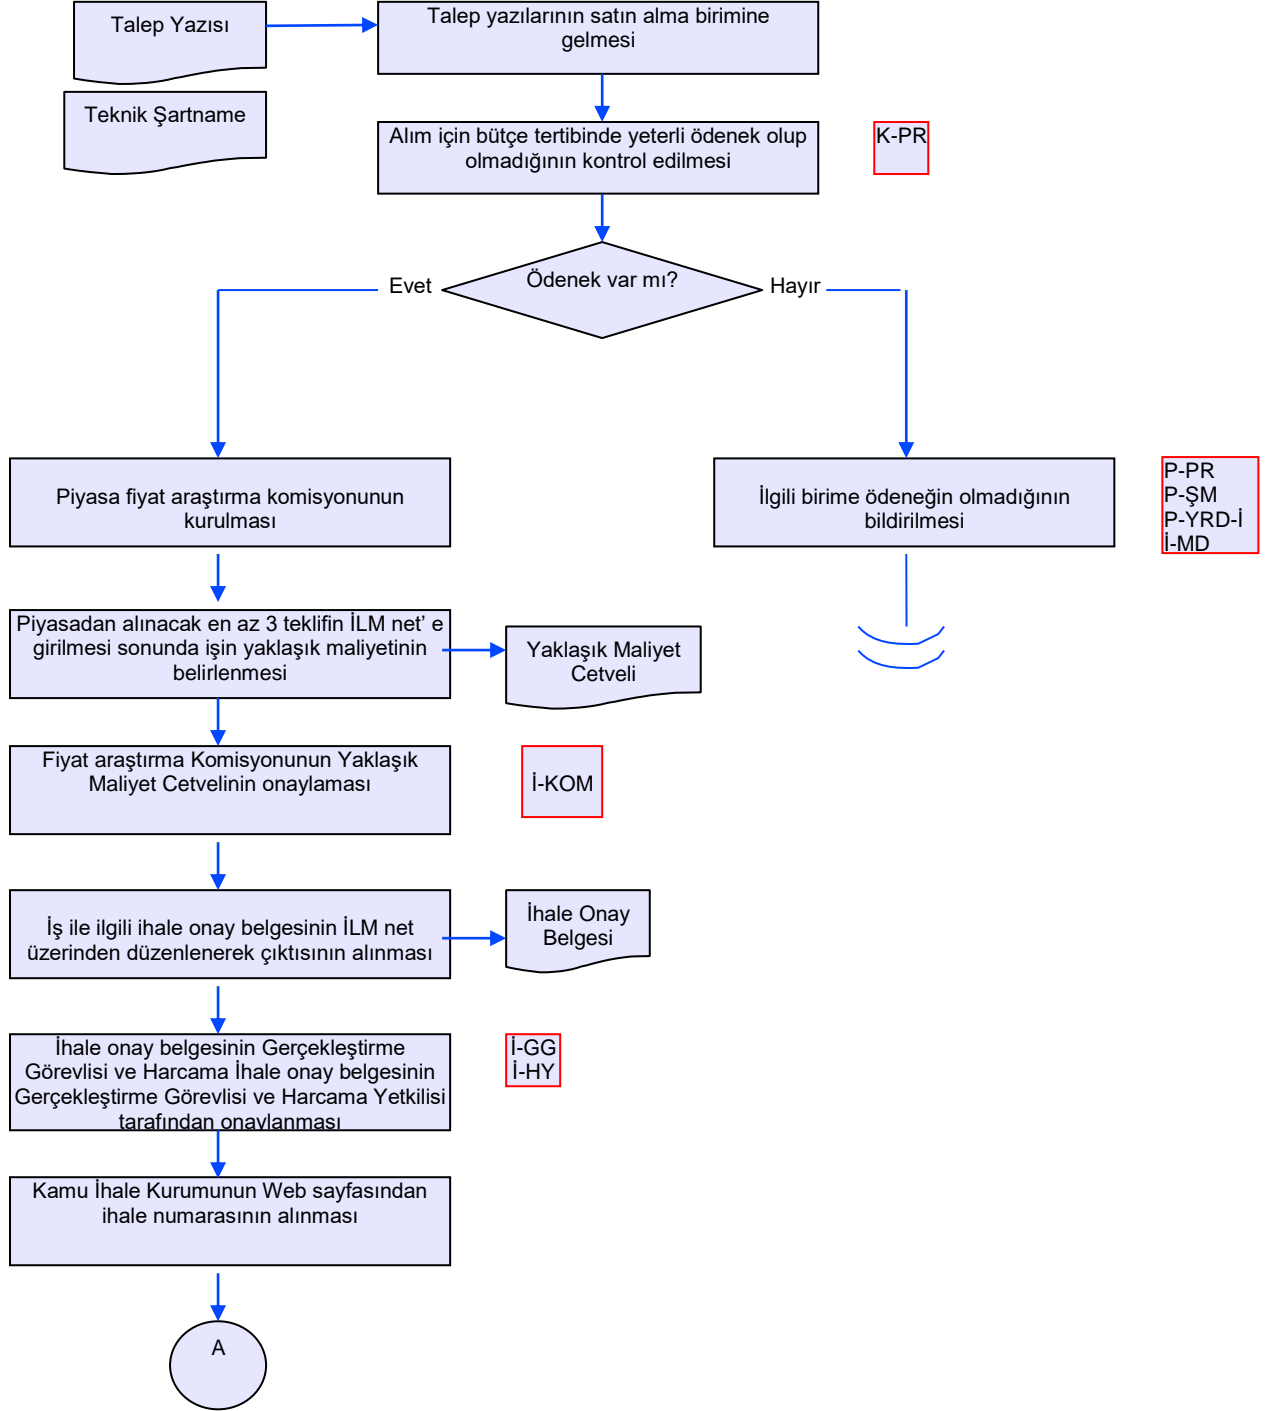 Talep Yazısı
Talep yazılarının satın alma birimine
gelmesi
Teknik Şartname
Alım için bütçe tertibinde yeterli ödenek olup
olmadığının kontrol edilmesi
K-PR
Ödenek var mı?
Evet
Hayır
Piyasa fiyat araştırma komisyonunun
kurulması
İlgili birime ödeneğin olmadığının
bildirilmesi
P-PR
P-ŞM
P-YRD-İ
İ-MD
Piyasadan alınacak en az 3 teklifin İLM net’ e
girilmesi sonunda işin yaklaşık maliyetinin
belirlenmesi
Yaklaşık Maliyet
Cetveli
Fiyat araştırma Komisyonunun Yaklaşık
Maliyet Cetvelinin onaylaması
İ-KOM
İş ile ilgili ihale onay belgesinin İLM net
üzerinden düzenlenerek çıktısının alınması
İhale Onay
Belgesi
İhale onay belgesinin Gerçekleştirme
Görevlisi ve Harcama İhale onay belgesinin
Gerçekleştirme Görevlisi ve Harcama Yetkilisi
tarafından onaylanması
İ-GG
İ-HY
Kamu İhale Kurumunun Web sayfasından
ihale numarasının alınması
A